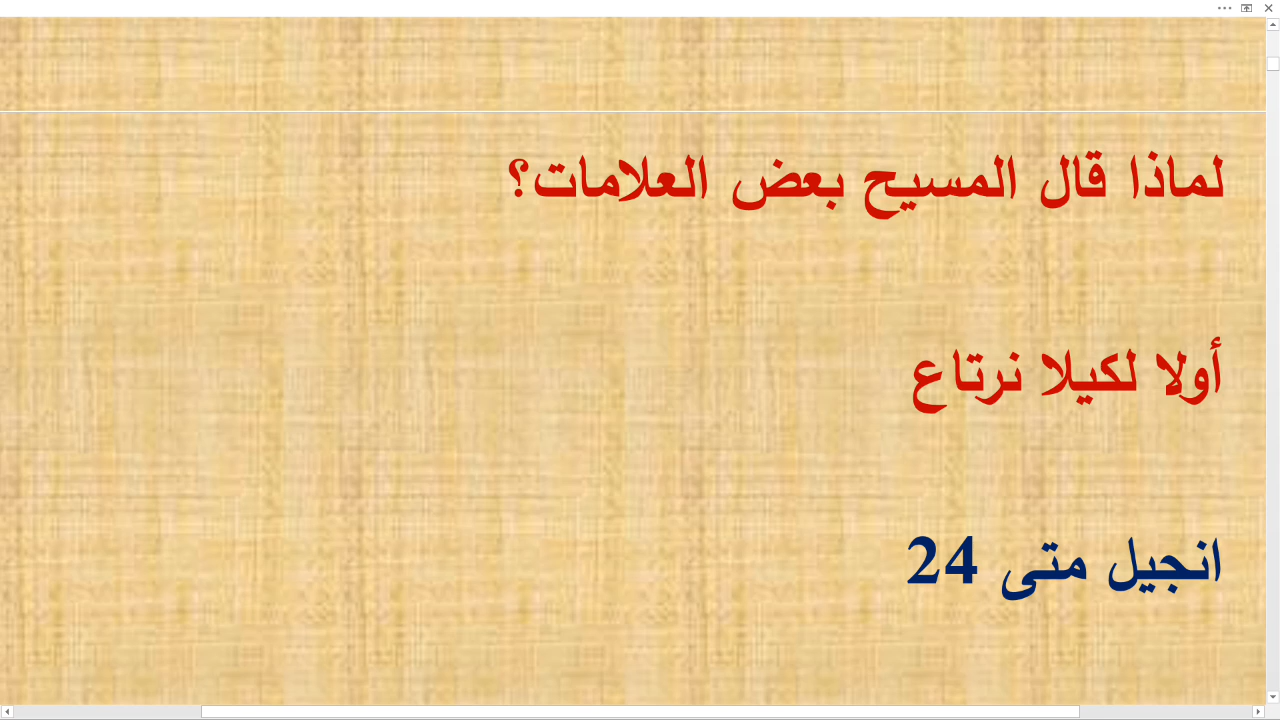 لماذا قال المسيح بعض العلامات؟
أولا لكيلا نرتاع
انجيل متى 24